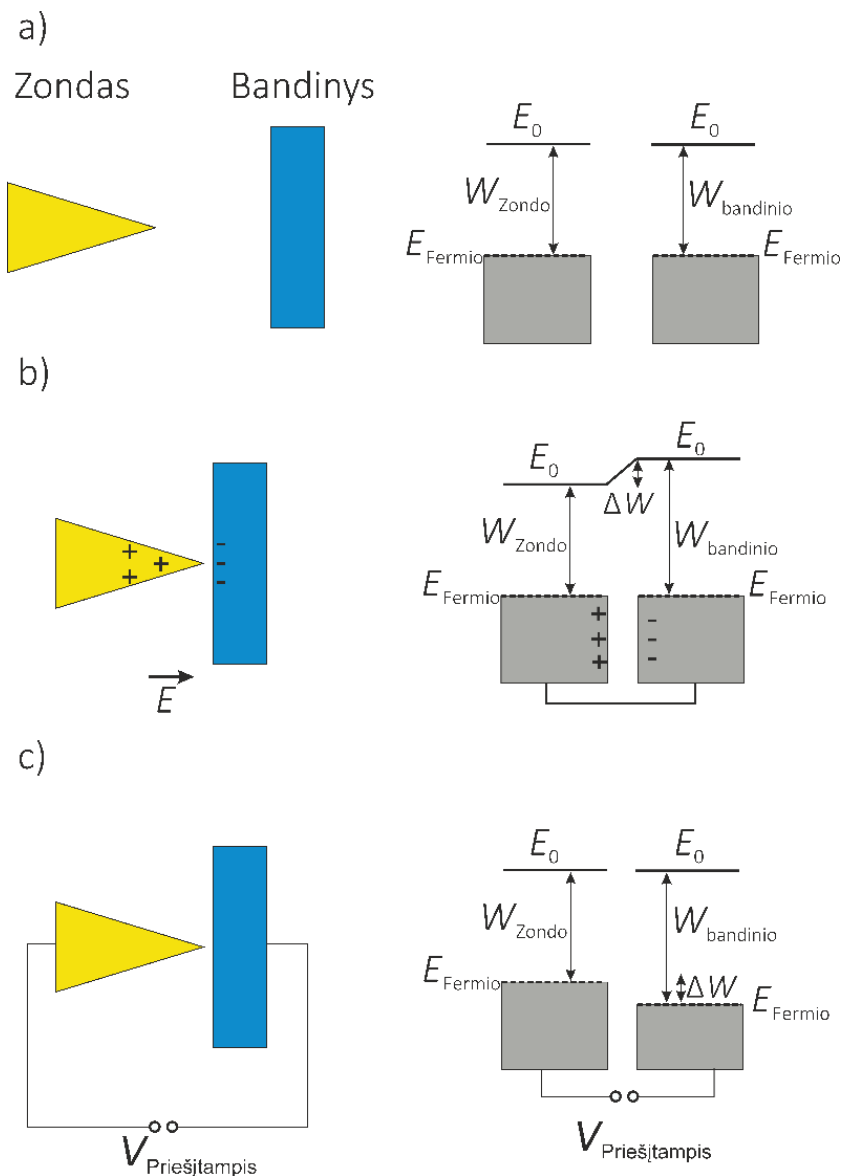 a)
Zondas Bandinys
E0 E0
WZondo Wbandinio
EFermio EFermio
b)
E0 E0
ΔW
WZondo Wbandinio
EFermio EFermio
+ + + - - -
+ + + - - -
E
c)
E0 E0
WZondo Wbandinio
EFermio ΔW EFermio
VPriešįtampis VPriešįtampis